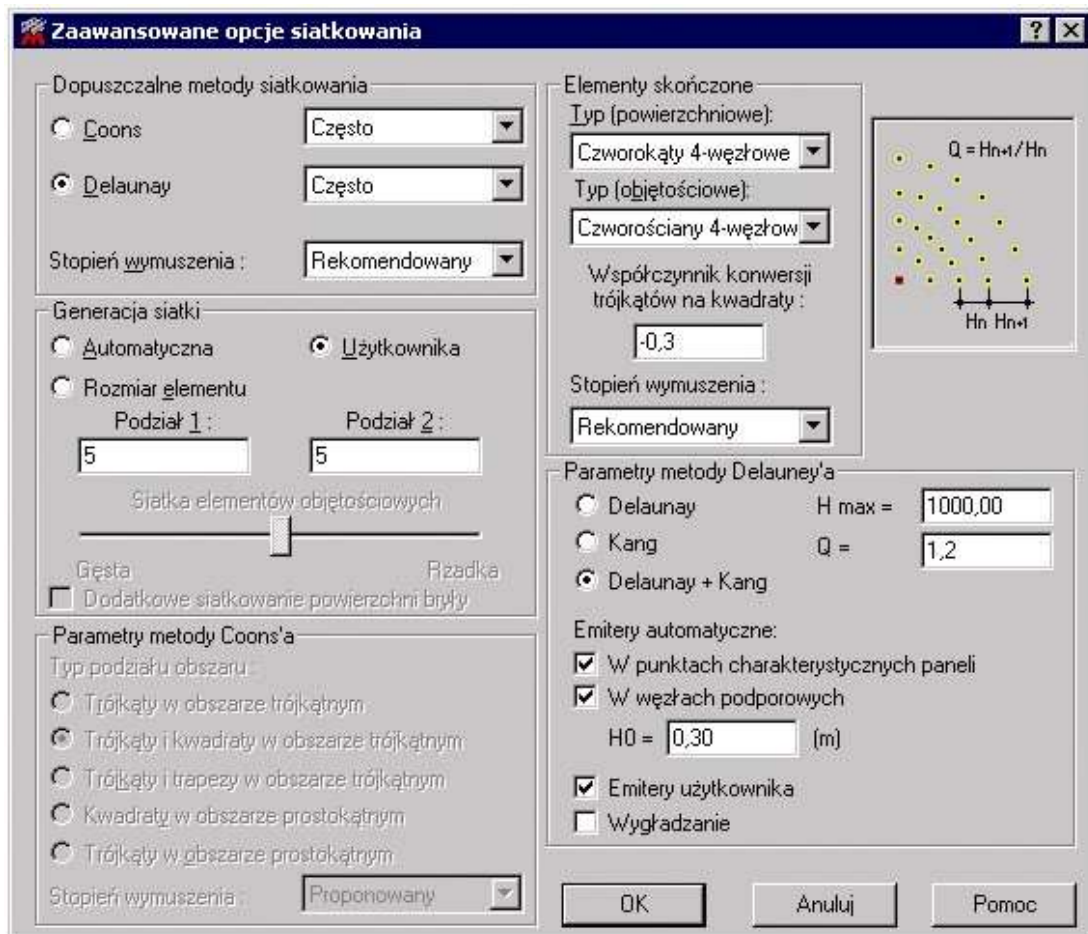 Zaawansowane opcje siatkowania
Dopuszczalne metody siatkowania
Coons
Często
Delaunay
Często
Stopień wymuszenia :
Rekomendowany
Generacja siatki
Automatyczna
Użytkownika
Rozmiar elementu
Podział 1 :
Podział 2 :
5
5
Siatka elementów objętościowych
Gęsta
Rzadka
Dodatkowe siatkowanie powierzchni bryły
Parametry metody Coons'a
Typ podziału obszaru :
Trójkąty w obszarze trójkątnym
Trójkąty i kwadraty w obszarze trójkątnym
Trójkąty i trapezy w obszarze trójkątnym
Kwadraty w obszarze prostokątnym
Trójkąty w obszarze prostokątnym
Stopień wymuszenia :
Proponowany
Elementy skończone
Typ (powierzchniowe):
Czworokąty 4-węzłowe
Typ (objętościowe):
Czworościany 4-węzłow
Współczynnik konwersji
trójkątów na kwadraty :
-0,3
Stopień wymuszenia :
Rekomendowany
Q = Hn+1/Hn
Hn Hn+1
Parametry metody Delauney'a
Delaunay
H max =
1000,00
Kang
Q =
1,2
Delaunay + Kang
Emitery automatyczne:
W punktach charakterystycznych paneli
W węzłach podporowych
H0 =
0,30
(m)
Emitery użytkownika
Wygładzanie
OK
Anuluj
Pomoc